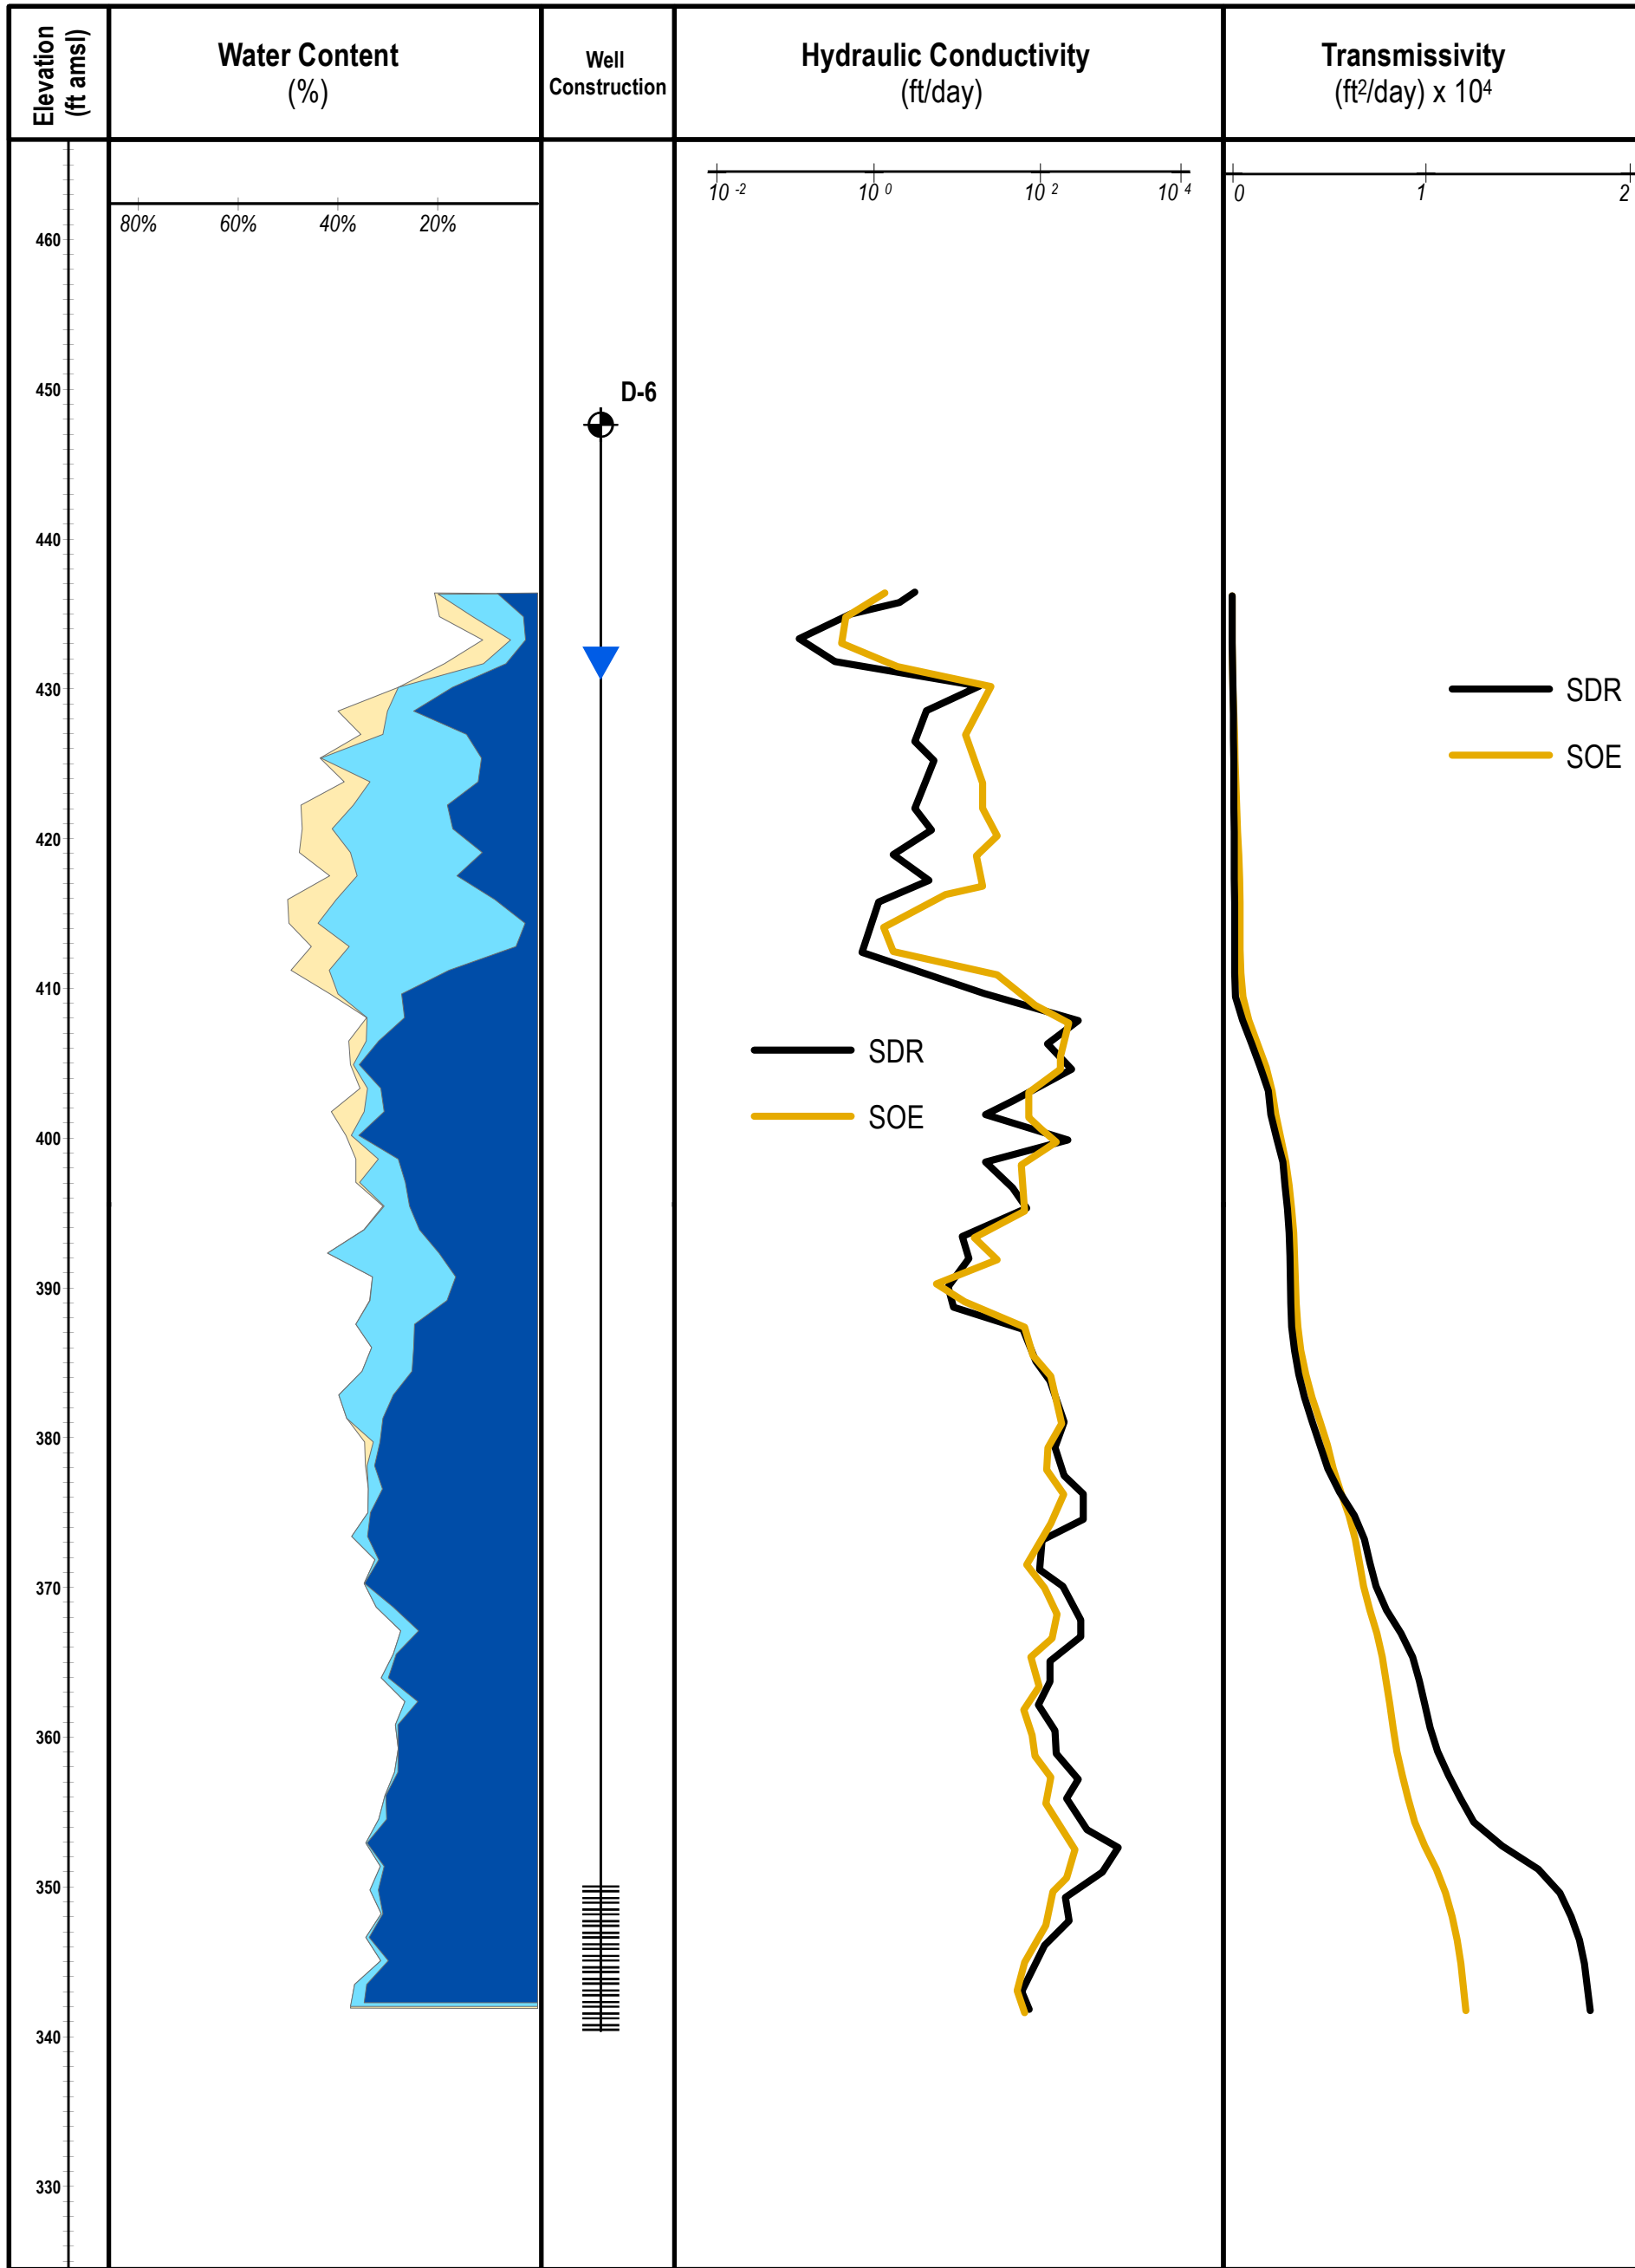 Elevation
(ft amsl)
Water Content
(%)
Well
Construction
Hydraulic Conductivity
(ft/day)
Transmissivity
(ft²/day) x 10⁴
80% 60% 40% 20%
10 -2 10 0 10 2 10 4
0 1 2
460
450
D-6
440
430
SDR
SOE
420
410
SDR
SOE
400
390
380
370
360
350
340
330